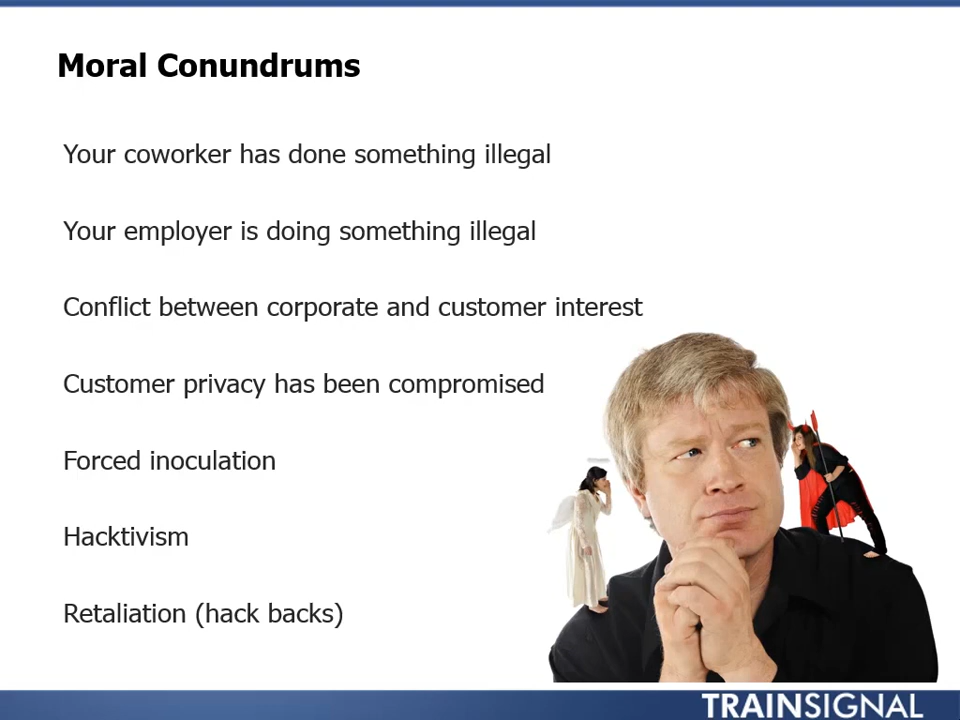 Moral Conundrums
Your coworker has done something illegal
Your employer is doing something illegal
Conflict between corporate and customer interest
Customer privacy has been compromised
Forced inoculation
Hacktivism
Retaliation (hack backs)
TRAINSIGNAL